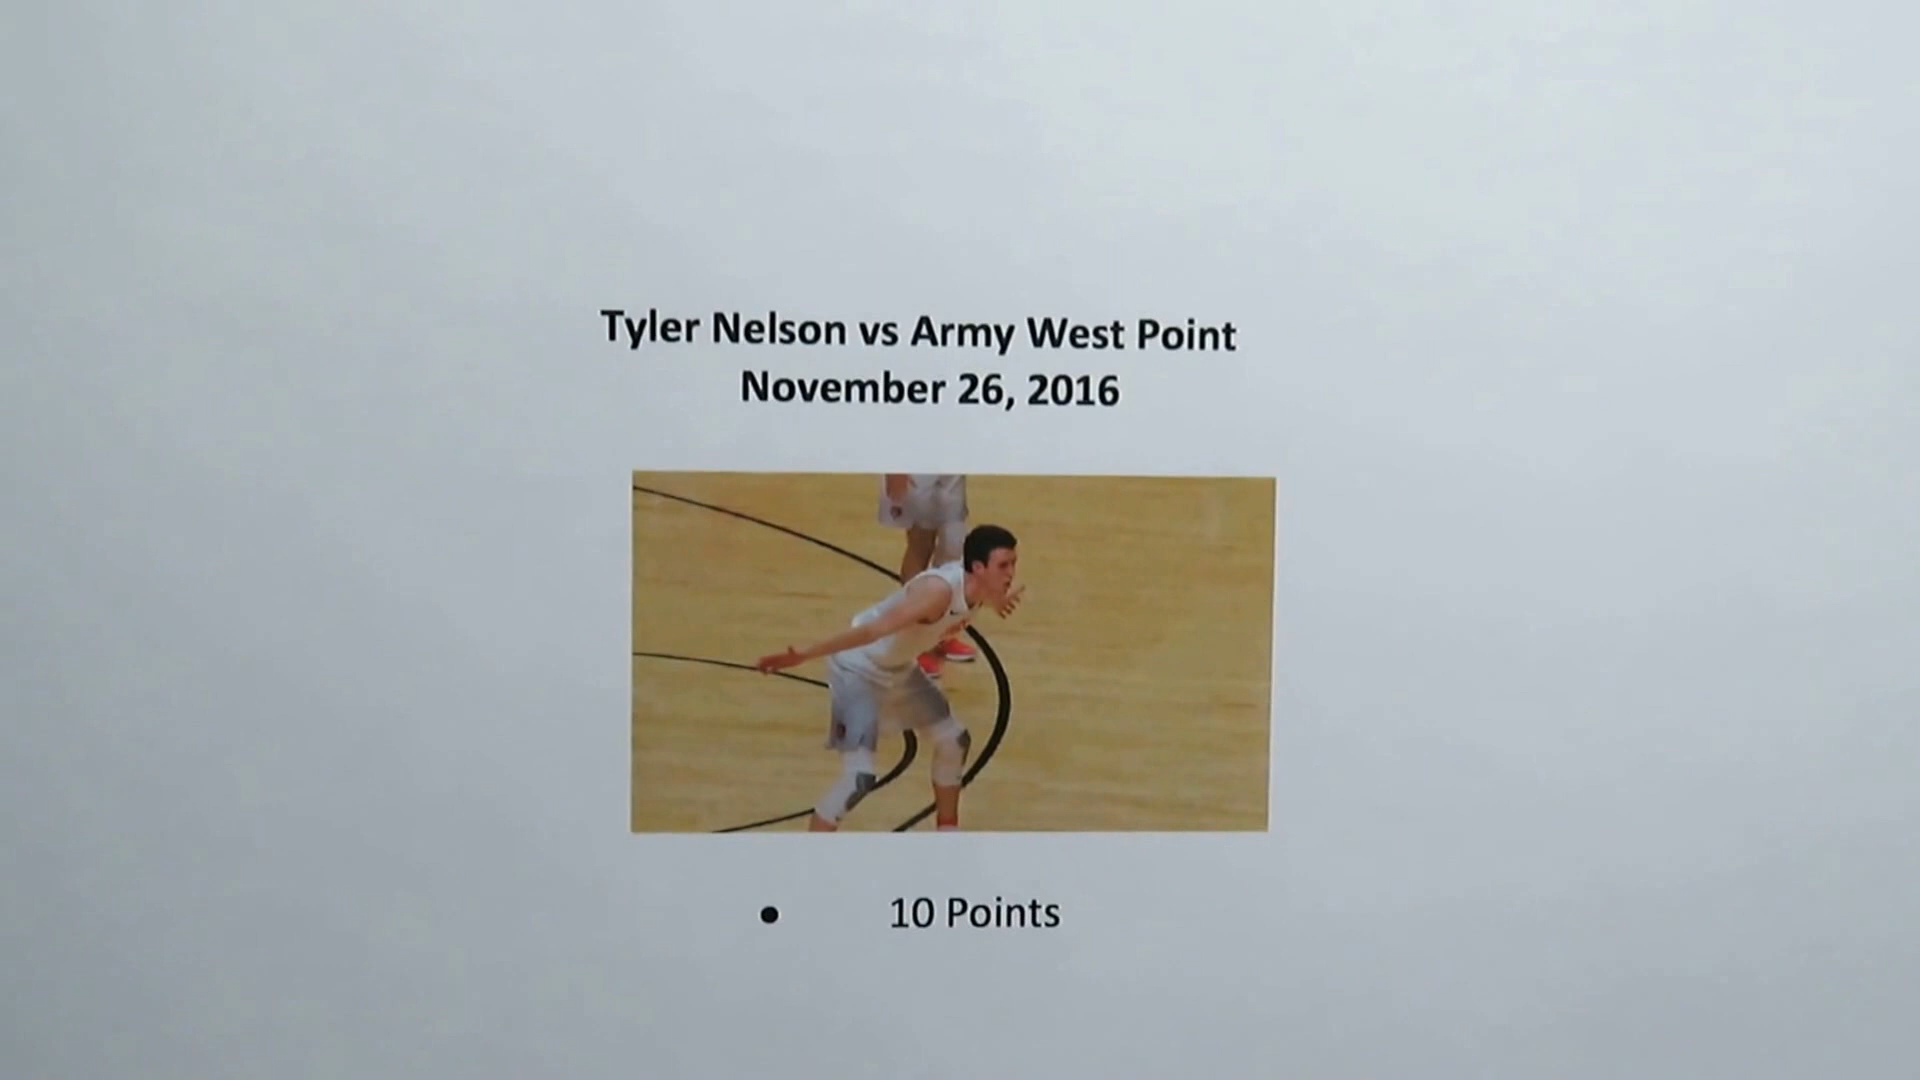 Tyler Nelson vs Army West Point
November 26, 2016
• 10 Points